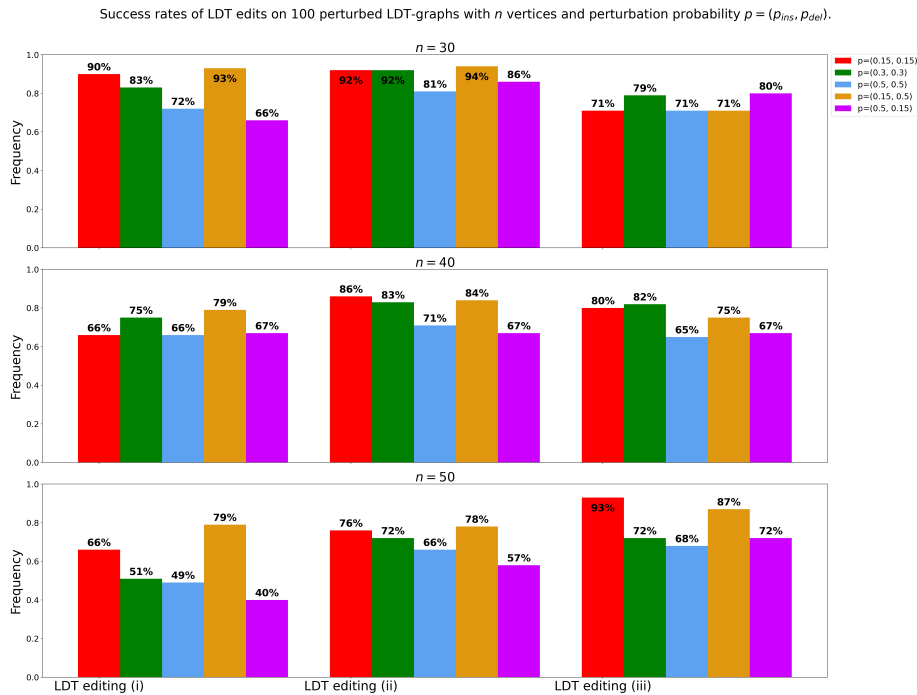 Success rates of LDT edits on 100 perturbed LDT-graphs with n vertices and perturbation probability p = (p_ins, p_del).
n = 30
p=(0.15, 0.15)
p=(0.3, 0.3)
p=(0.5, 0.5)
p=(0.15, 0.5)
p=(0.5, 0.15)
Frequency
1.0
0.8
0.6
0.4
0.2
0.0
90% 83% 72% 93% 66% 92% 92% 81% 94% 86% 71% 79% 71% 71% 80%
n = 40
Frequency
1.0
0.8
0.6
0.4
0.2
0.0
66% 75% 66% 79% 67% 86% 83% 71% 84% 67% 80% 82% 65% 75% 67%
n = 50
Frequency
1.0
0.8
0.6
0.4
0.2
0.0
66% 51% 49% 79% 40% 76% 72% 66% 78% 57% 93% 72% 68% 87% 72%
LDT editing (i) LDT editing (ii) LDT editing (iii)